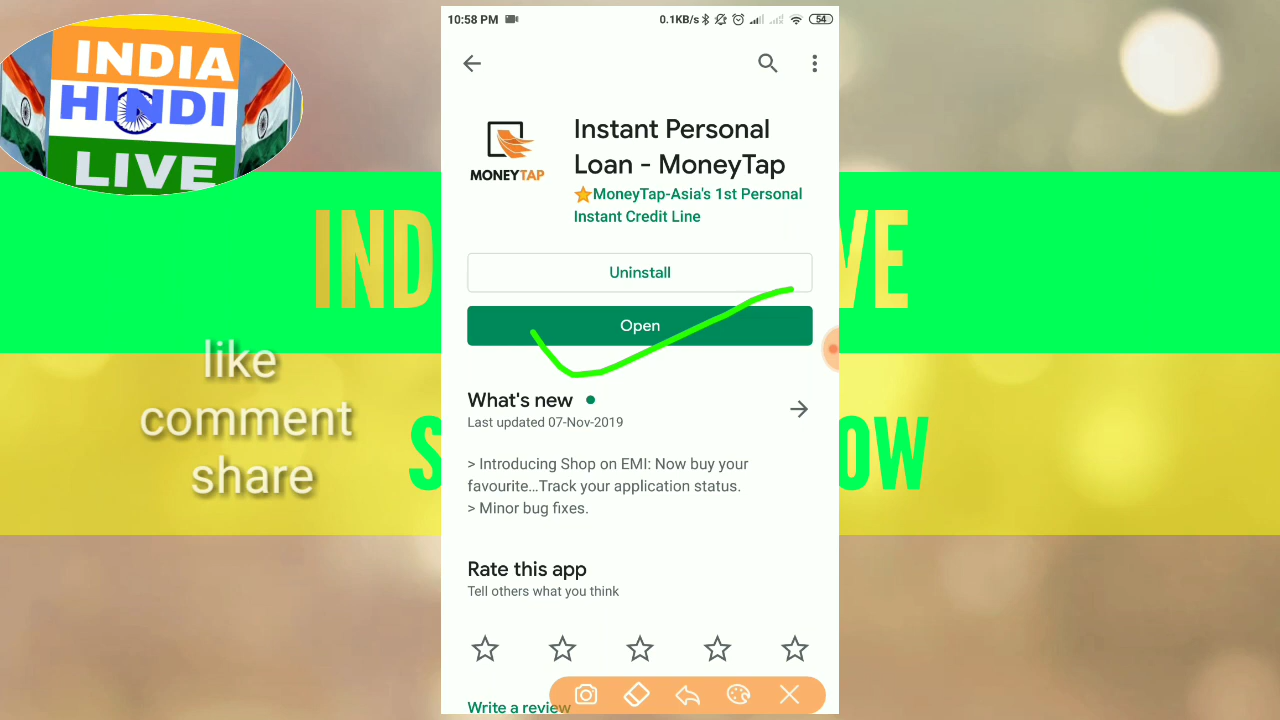 INDIA
HINDI
LIVE
IND
VE
like
comment
share
S
OW
10:58 PM
0.1KB/s
54
MONEYTAP
Instant Personal
Loan - MoneyTap
MoneyTap-Asia's 1st Personal
Instant Credit Line
Uninstall
Open
What's new
Last updated 07-Nov-2019
> Introducing Shop on EMI: Now buy your
favourite...Track your application status.
> Minor bug fixes.
Rate this app
Tell others what you think
Write a review